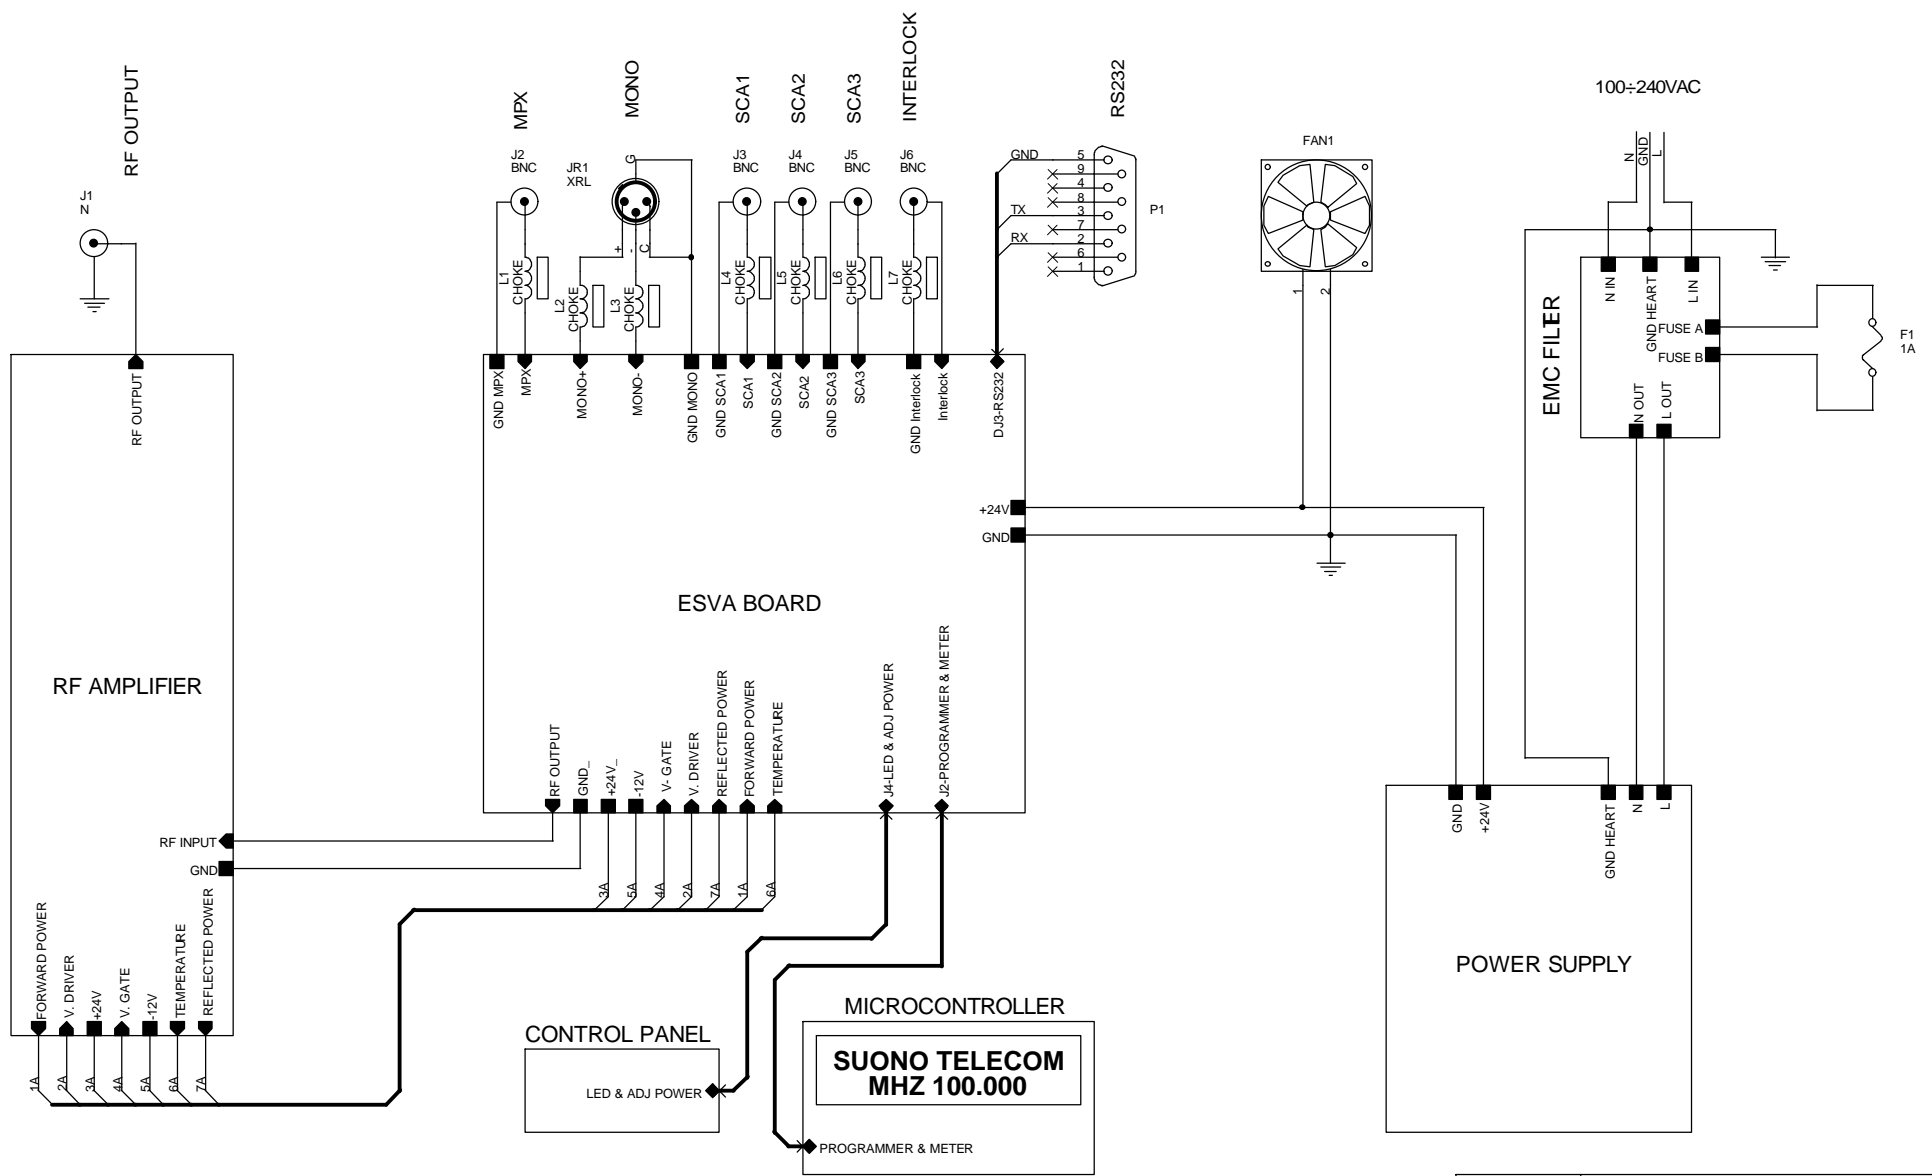 RF OUTPUT
J1
N
MPX
MONO
SCA1
SCA2
SCA3
INTERLOCK
RS232
J2
BNC
JR1
XRL
G
J3
BNC
J4
BNC
J5
BNC
J6
BNC
+
-
C
L1
CHOKE
L2
CHOKE
L3
CHOKE
L4
CHOKE
L5
CHOKE
L6
CHOKE
L7
CHOKE
GND
TX
RX
5
9
4
8
3
7
2
6
1
P1
FAN1
1
2
100÷240VAC
N
GND
L
EMC FILTER
N IN
GND HEART
L IN
FUSE A
FUSE B
N OUT
L OUT
F1
1A
RF OUTPUT
RF AMPLIFIER
RF INPUT
GND
FORWARD POWER
V. DRIVER
+24V
V. GATE
-12V
TEMPERATURE
REFLECTED POWER
1A
2A
3A
4A
5A
6A
7A
GND MPX
MPX
MONO+
MONO-
GND MONO
GND SCA1
SCA1
GND SCA2
SCA2
GND SCA3
SCA3
GND Interlock
Interlock
DJ3-RS232
+24V
GND
ESVA BOARD
RF OUTPUT
GND_
+24V_
-12V
V- GATE
V. DRIVER
REFLECTED POWER
FORWARD POWER
TEMPERATURE
J4-LED & ADJ POWER
J2-PROGRAMMER & METER
3A
5A
4A
2A
7A
1A
6A
CONTROL PANEL
LED & ADJ POWER
MICROCONTROLLER
SUONO TELECOM
MHZ 100.000
PROGRAMMER & METER
GND
+24V
GND HEART
N
L
POWER SUPPLY